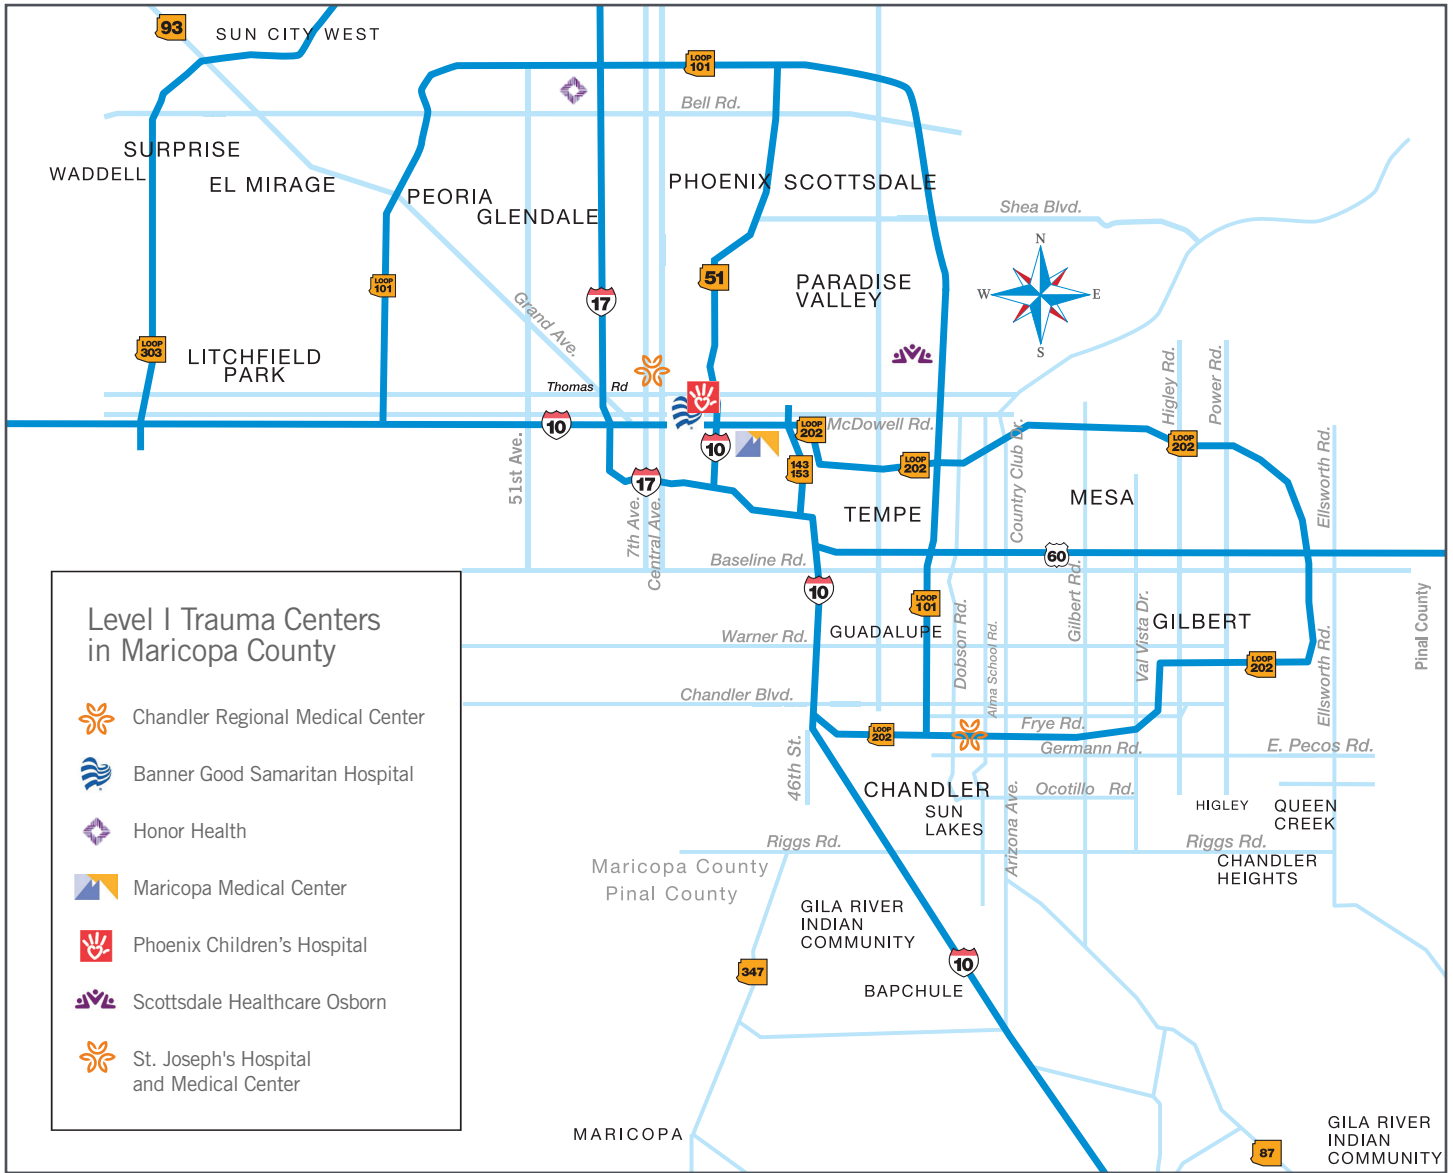 93
SUN CITY WEST
LOOP
101
Bell Rd.
SURPRISE
WADDELL
EL MIRAGE
PEORIA
GLENDALE
PHOENIX
SCOTTSDALE
Shea Blvd.
N
W
E
S
LOOP
101
17
51
PARADISE
VALLEY
Grand Ave.
LOOP
303
LITCHFIELD
PARK
Thomas Rd
Higley Rd.
Power Rd.
10
10
LOOP
202
McDowell Rd.
LOOP
202
LOOP
202
143
153
51st Ave.
17
7th Ave.
Central Ave.
Country Club Dr.
MESA
Ellsworth Rd.
TEMPE
60
Baseline Rd.
10
LOOP
101
Dobson Rd.
Alma School Rd.
Gilbert Rd.
Val Vista Dr.
GILBERT
GUADALUPE
Warner Rd.
Ellsworth Rd.
Pinal County
LOOP
202
Chandler Blvd.
Frye Rd.
LOOP
202
Germann Rd.
E. Pecos Rd.
46th St.
CHANDLER
SUN
LAKES
Arizona Ave.
Ocotillo Rd.
HIGLEY
QUEEN
CREEK
Riggs Rd.
Riggs Rd.
CHANDLER
HEIGHTS
Maricopa County
Pinal County
GILA RIVER
INDIAN
COMMUNITY
347
10
BAPCHULE
MARICOPA
87
GILA RIVER
INDIAN
COMMUNITY
Level I Trauma Centers
in Maricopa County
Chandler Regional Medical Center
Banner Good Samaritan Hospital
Honor Health
Maricopa Medical Center
Phoenix Children's Hospital
Scottsdale Healthcare Osborn
St. Joseph's Hospital
and Medical Center